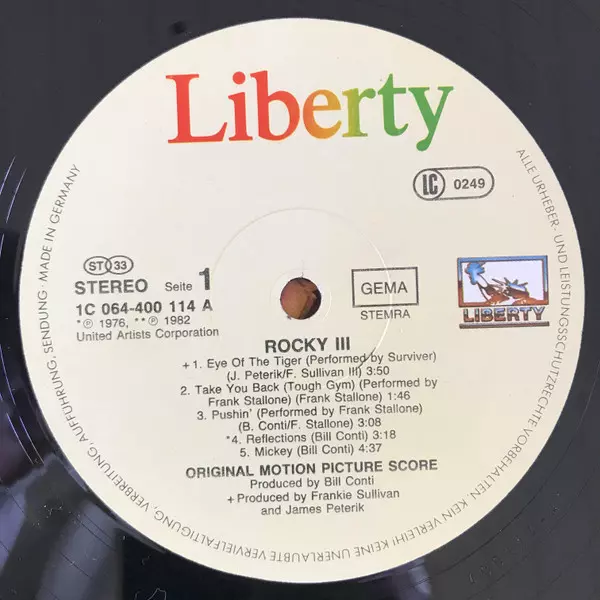 Liberty
LC 0249
ST 33
STEREO Seite 1
1C 064-400 114 A
* ℗ 1976, ** ℗ 1982
United Artists Corporation
GEMA
STEMRA
LIBERTY
ROCKY III
+1. Eye Of The Tiger (Performed by Surviver)
(J. Peterik/F. Sullivan III) 3:50
2. Take You Back (Tough Gym) (Performed by
Frank Stallone) (Frank Stallone) 1:46
3. Pushin' (Performed by Frank Stallone)
(B. Conti/F. Stallone) 3:08
*4. Reflections (Bill Conti) 3:18
5. Mickey (Bill Conti) 4:37
ORIGINAL MOTION PICTURE SCORE
Produced by Bill Conti
+ Produced by Frankie Sullivan
and James Peterik
ALLE URHEBER- UND LEISTUNGSSCHUTZRECHTE VORBEHALTEN. KEIN VERLEIH! KEINE UNERLAUBTE VERVIELFÄLTIGUNG, VERBREITUNG, AUFFÜHRUNG, SENDUNG · MADE IN GERMANY